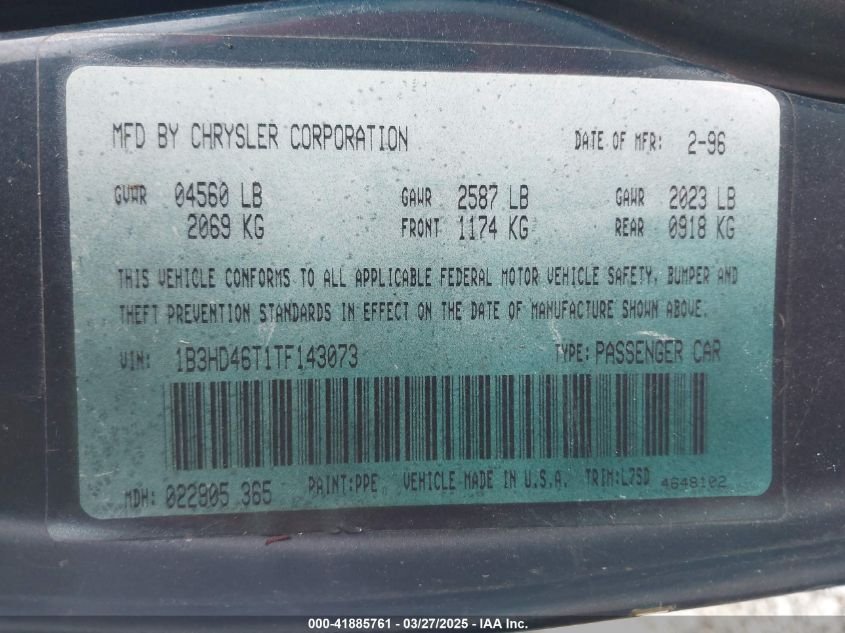 MFD BY CHRYSLER CORPORATION DATE OF MFR: 2-96
GVWR 04560 LB GAWR 2587 LB GAWR 2023 LB
2069 KG FRONT 1174 KG REAR 0918 KG
THIS VEHICLE CONFORMS TO ALL APPLICABLE FEDERAL MOTOR VEHICLE SAFETY, BUMPER AND
THEFT PREVENTION STANDARDS IN EFFECT ON THE DATE OF MANUFACTURE SHOWN ABOVE.
VIN: 1B3HD46T1TF143073 TYPE: PASSENGER CAR
MDH: 022805 365 PAINT:PPE VEHICLE MADE IN U.S.A. TRIM:L7SD 4648102
000-41885761 - 03/27/2025 - IAA Inc.